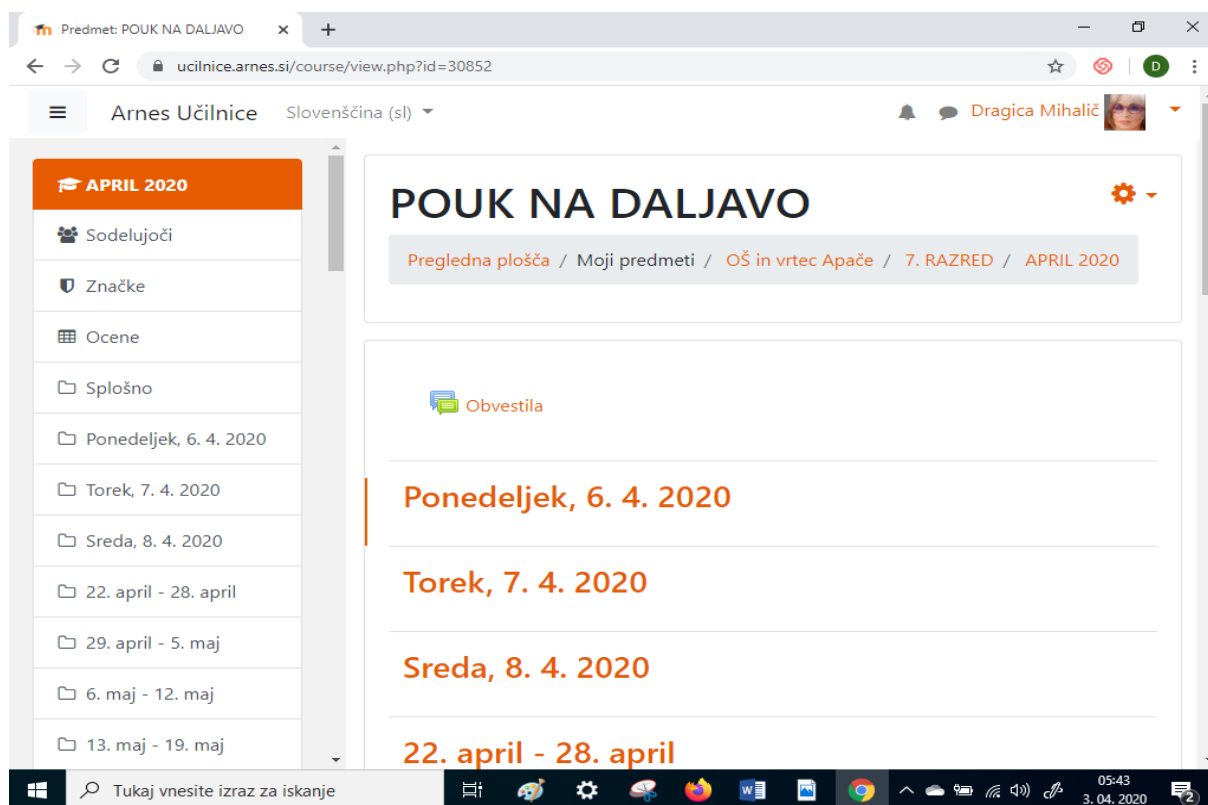 Predmet: POUK NA DALJAVO
ucilnice.arnes.si/course/view.php?id=30852
D
Arnes Učilnice Slovenščina (sl)
Dragica Mihalič
APRIL 2020
Sodelujoči
Značke
Ocene
Splošno
Ponedeljek, 6. 4. 2020
Torek, 7. 4. 2020
Sreda, 8. 4. 2020
22. april - 28. april
29. april - 5. maj
6. maj - 12. maj
13. maj - 19. maj
POUK NA DALJAVO
Pregledna plošča / Moji predmeti / OŠ in vrtec Apače / 7. RAZRED / APRIL 2020
Obvestila
Ponedeljek, 6. 4. 2020
Torek, 7. 4. 2020
Sreda, 8. 4. 2020
22. april - 28. april
Tukaj vnesite izraz za iskanje
05:43
3. 04. 2020
2